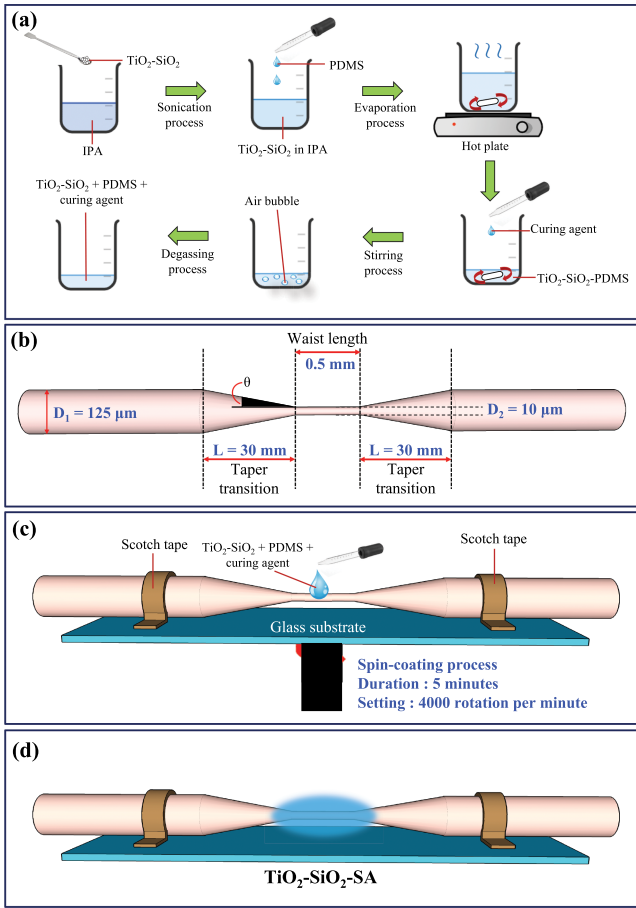 (a)
TiO₂-SiO₂
IPA
Sonication
process
PDMS
TiO₂-SiO₂ in IPA
Evaporation
process
Hot plate
Curing agent
TiO₂-SiO₂-PDMS
Stirring
process
Air bubble
Degassing
process
TiO₂-SiO₂ + PDMS +
curing agent
(b)
Waist length
0.5 mm
θ
D₁ = 125 μm
D₂ = 10 μm
L = 30 mm
Taper
transition
L = 30 mm
Taper
transition
(c)
Scotch tape
TiO₂-SiO₂ + PDMS +
curing agent
Scotch tape
Glass substrate
Spin-coating process
Duration : 5 minutes
Setting : 4000 rotation per minute
(d)
TiO₂-SiO₂-SA